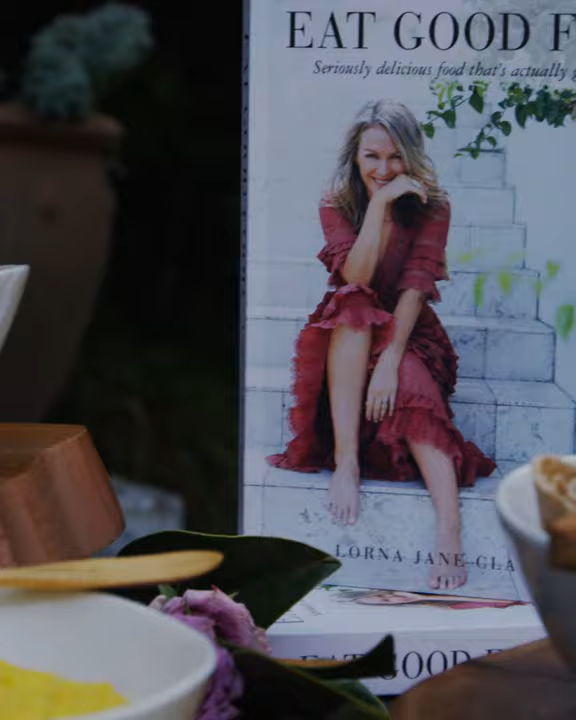 EAT GOOD F
Seriously delicious food that's actually g
LORNA JANE CLA
EAT GOOD F